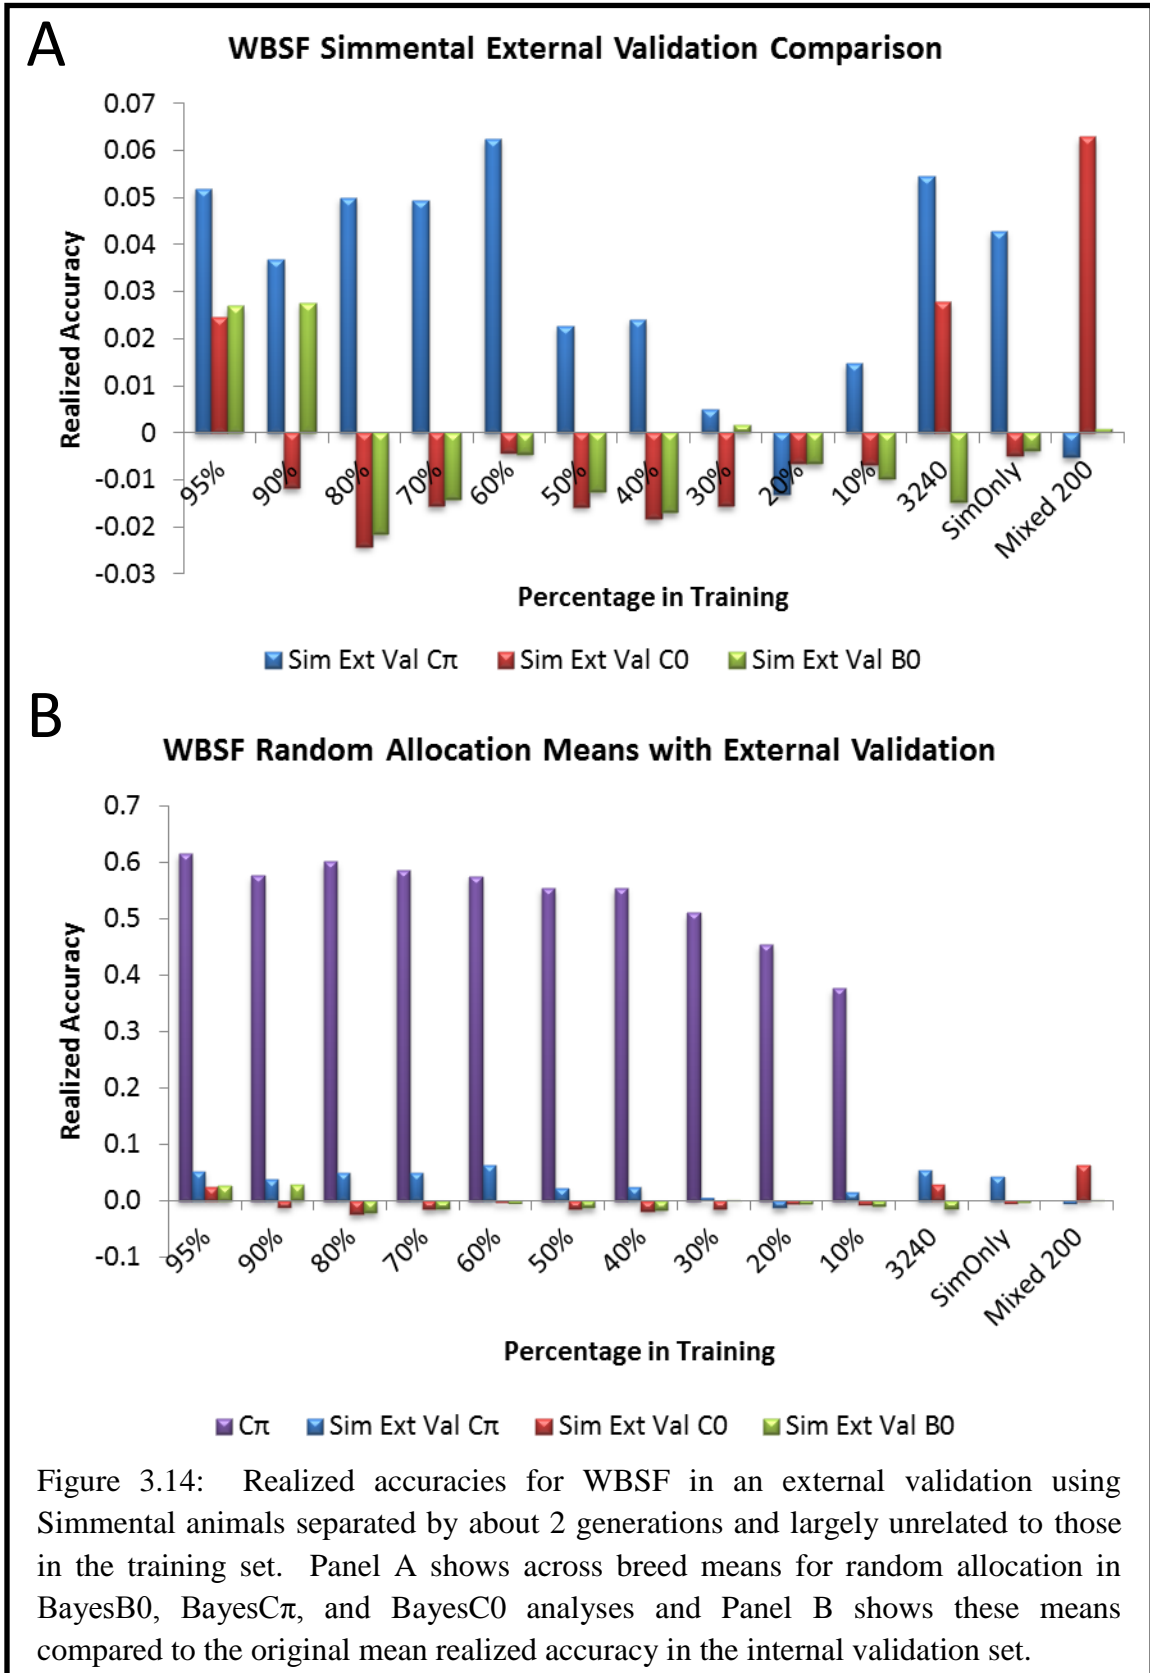 A
WBSF Simmental External Validation Comparison
0.07
0.06
0.05
0.04
0.03
0.02
0.01
0
-0.01
-0.02
-0.03
Realized Accuracy
95%
90%
80%
70%
60%
50%
40%
30%
20%
10%
3240
SimOnly
Mixed 200
Percentage in Training
Sim Ext Val Cπ
Sim Ext Val C0
Sim Ext Val B0
B
WBSF Random Allocation Means with External Validation
0.7
0.6
0.5
0.4
0.3
0.2
0.1
0.0
-0.1
Realized Accuracy
95%
90%
80%
70%
60%
50%
40%
30%
20%
10%
3240
SimOnly
Mixed 200
Percentage in Training
Cπ
Sim Ext Val Cπ
Sim Ext Val C0
Sim Ext Val B0
Figure 3.14: Realized accuracies for WBSF in an external validation using
Simmental animals separated by about 2 generations and largely unrelated to those
in the training set. Panel A shows across breed means for random allocation in
BayesB0, BayesCπ, and BayesC0 analyses and Panel B shows these means
compared to the original mean realized accuracy in the internal validation set.